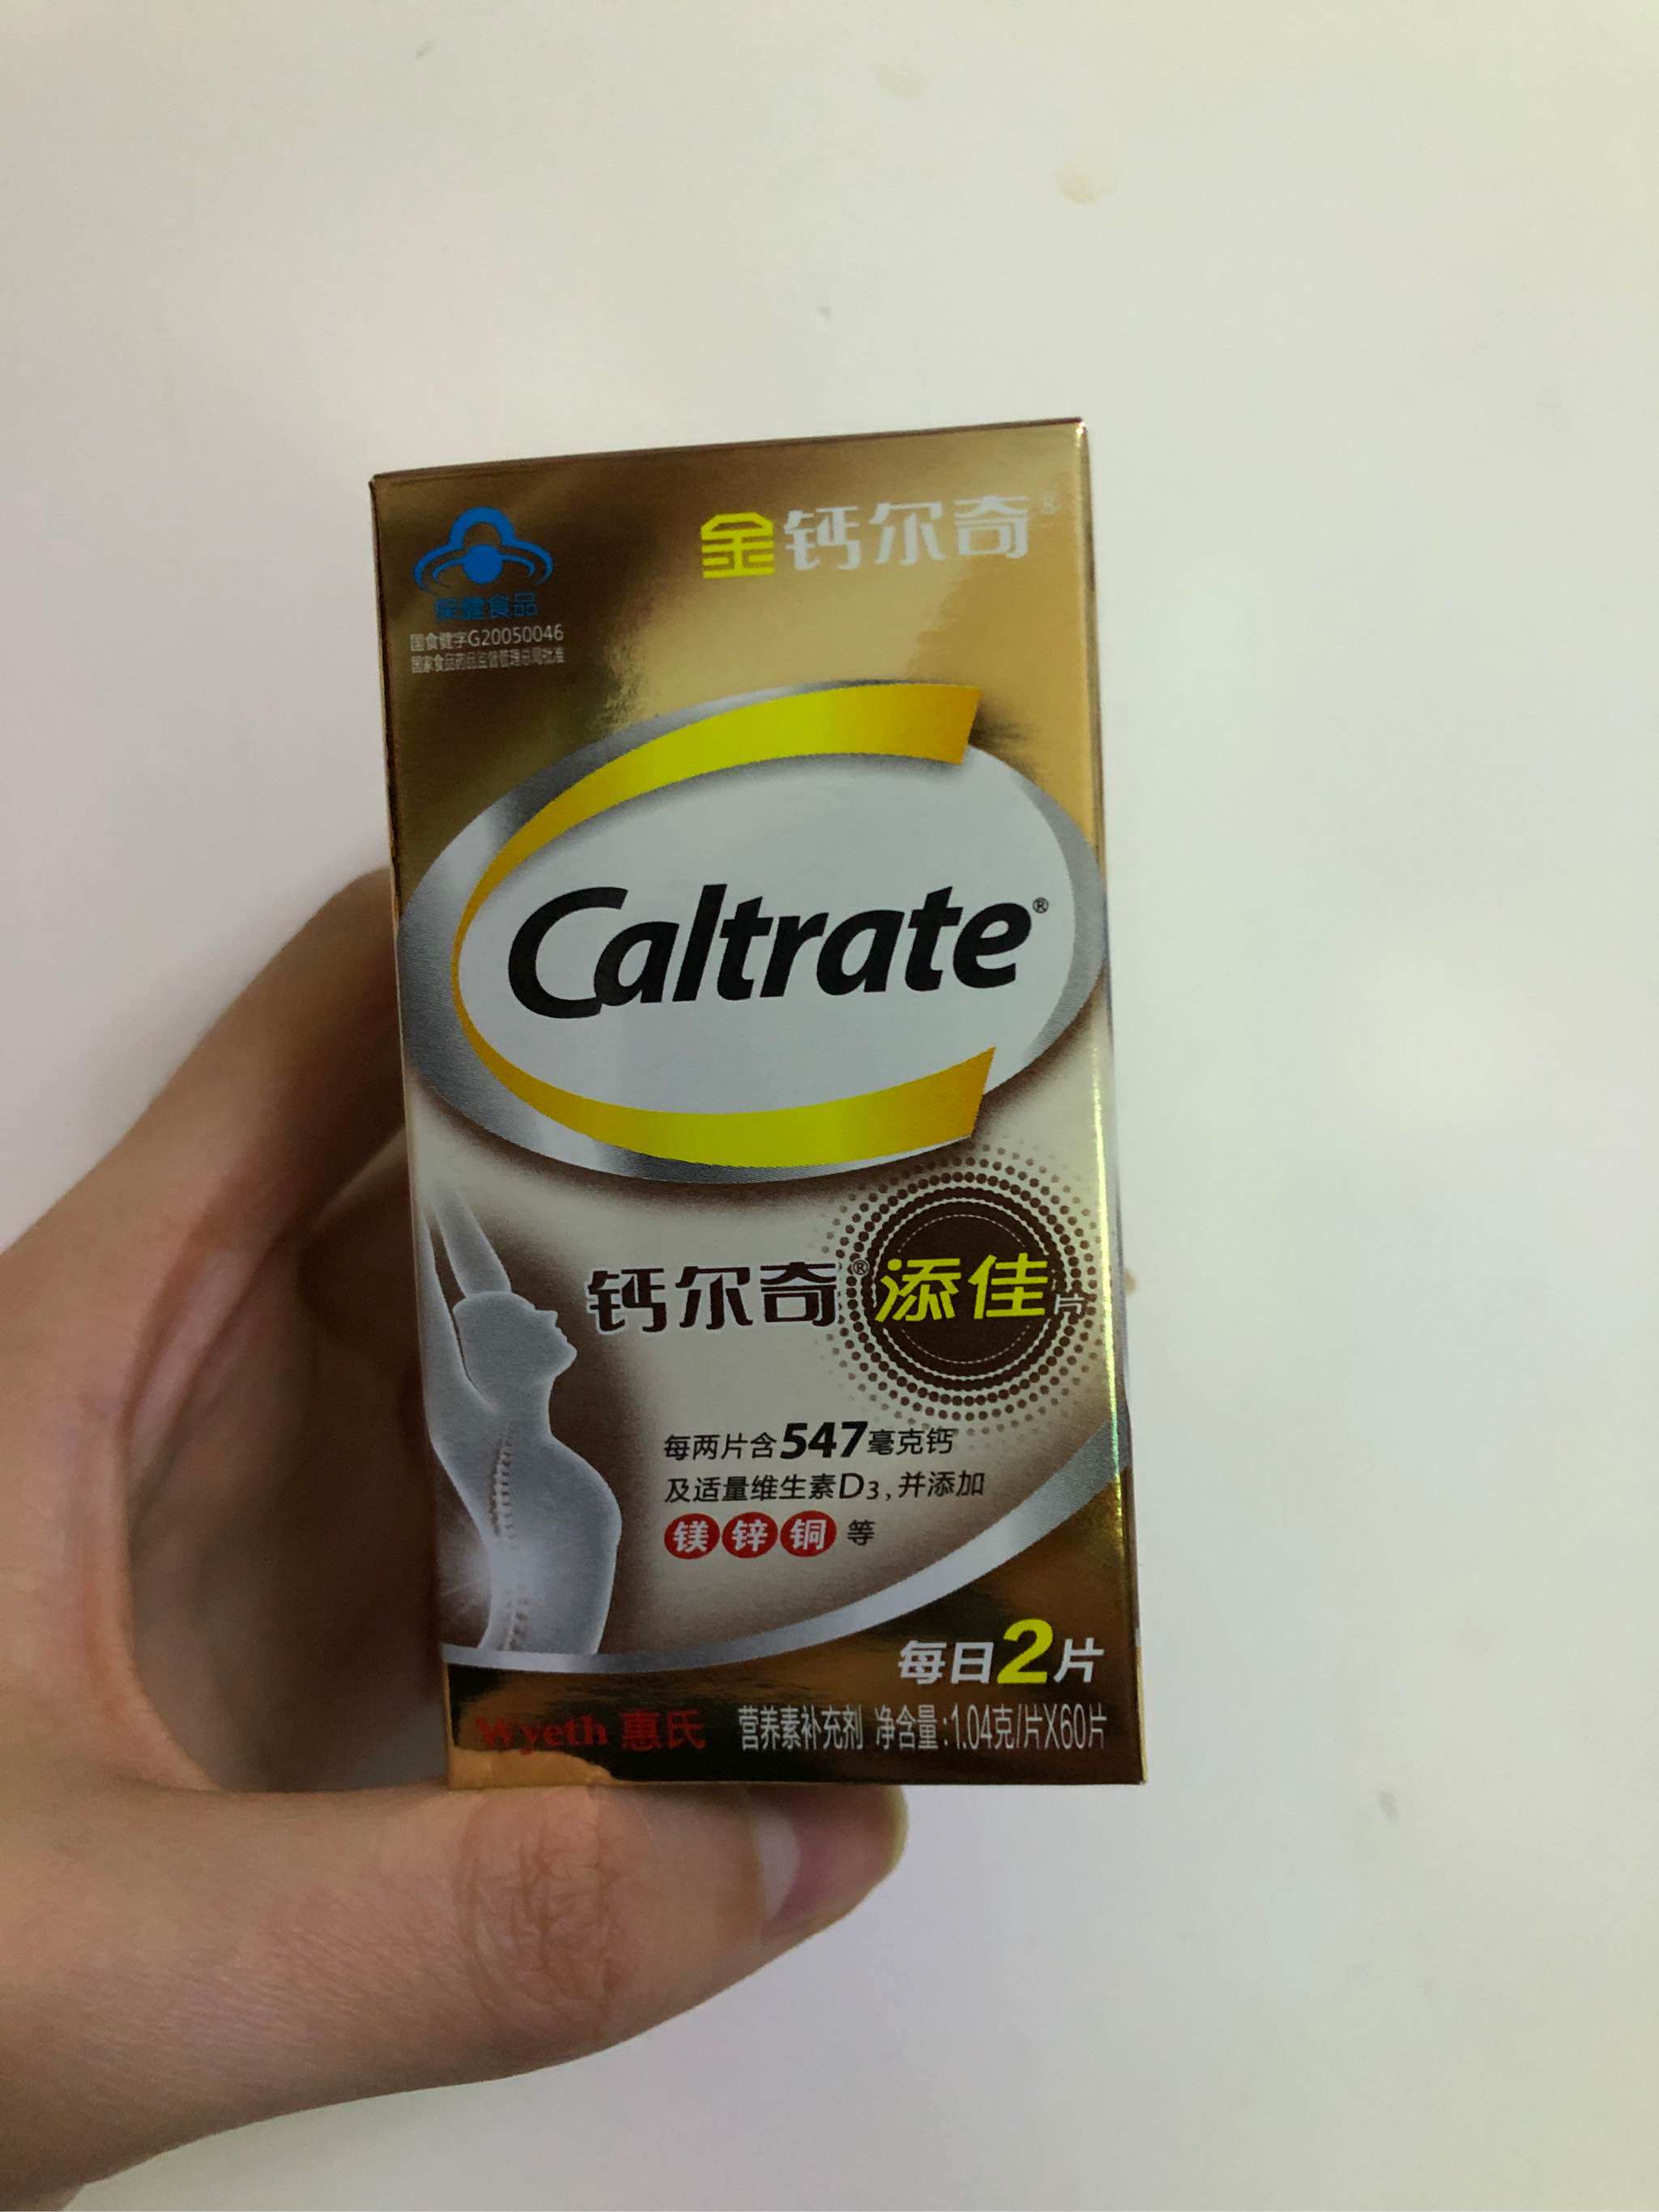 金钙尔奇®
保健食品
国食健字G20050046
国家食品药品监督管理总局批准
Caltrate®
钙尔奇®添佳片
每两片含547毫克钙
及适量维生素D3,并添加
镁 锌 铜 等
每日2片
Wyeth 惠氏 营养素补充剂 净含量:1.04克/片X60片